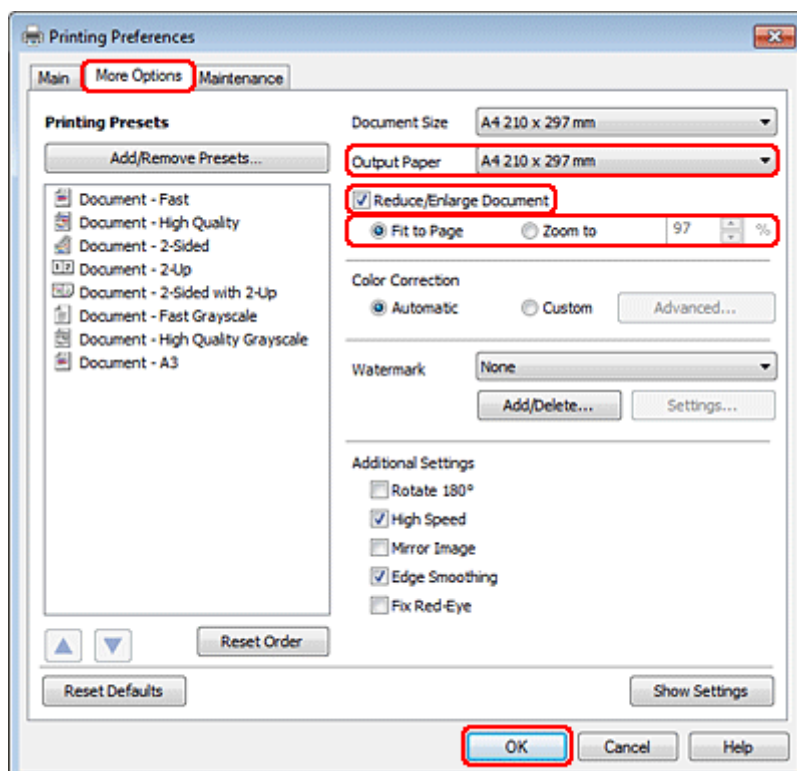 Printing Preferences
Main
More Options
Maintenance
Printing Presets
Add/Remove Presets...
Document - Fast
Document - High Quality
Document - 2-Sided
Document - 2-Up
Document - 2-Sided with 2-Up
Document - Fast Grayscale
Document - High Quality Grayscale
Document - A3
Reset Order
Document Size A4 210 x 297 mm
Output Paper A4 210 x 297 mm
Reduce/Enlarge Document
Fit to Page Zoom to 97 %
Color Correction
Automatic Custom Advanced...
Watermark None
Add/Delete... Settings...
Additional Settings
Rotate 180°
High Speed
Mirror Image
Edge Smoothing
Fix Red-Eye
Reset Defaults Show Settings
OK Cancel Help